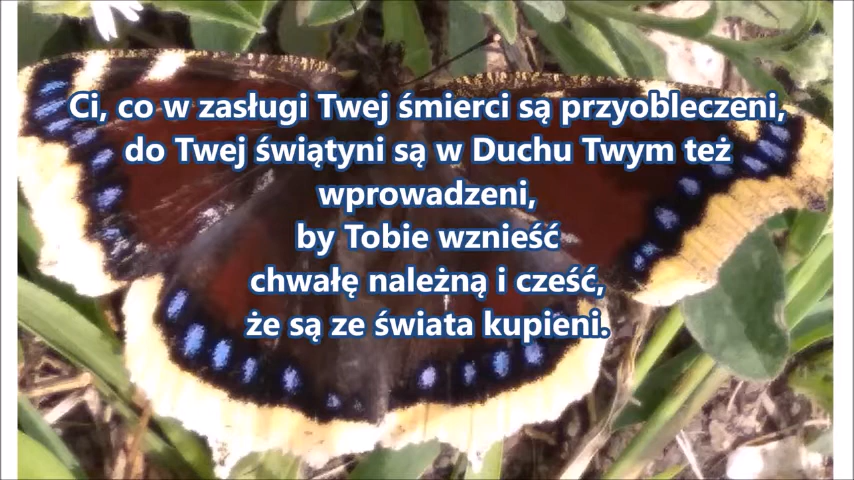 Ci, co w zasługi Twej śmierci są przyobleczeni,
do Twej świątyni są w Duchu Twym też
wprowadzeni,
by Tobie wznieść
chwałę należną i cześć,
że są ze świata kupieni.